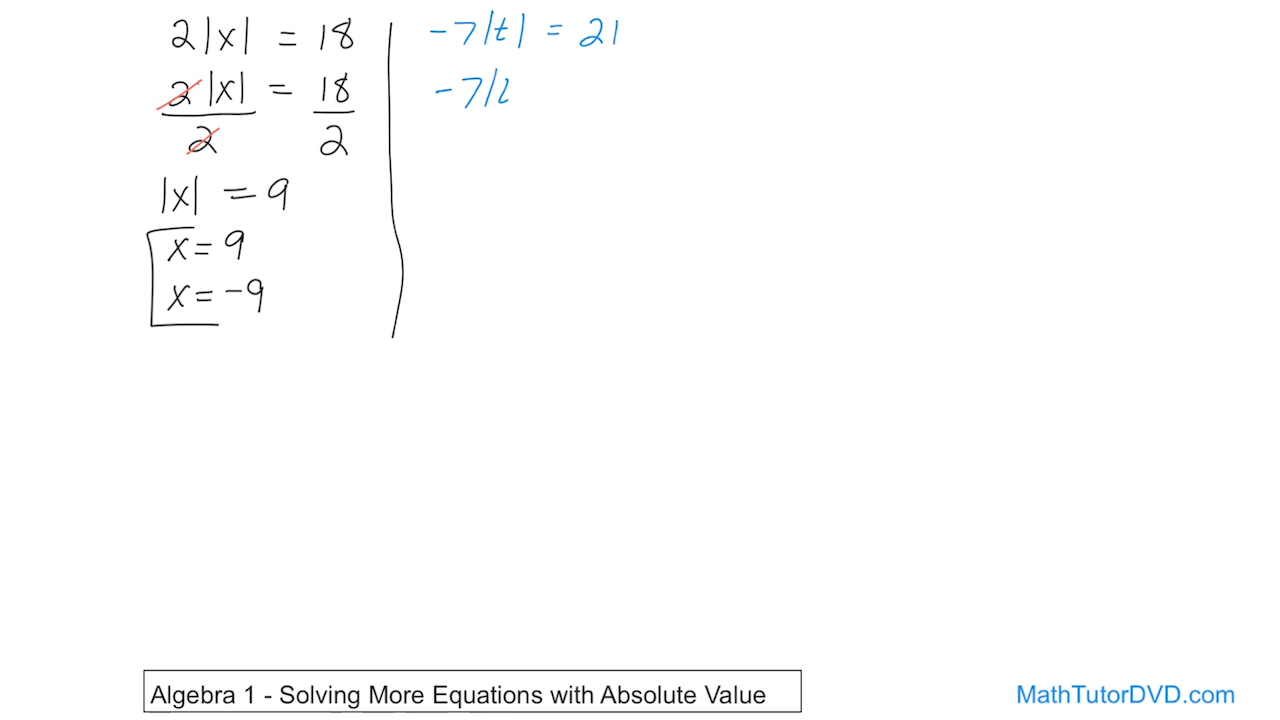 2|x| = 18
2|x| = 18
2 2
|x| = 9
x = 9
x = -9
-7|t| = 21
-7|
Algebra 1 - Solving More Equations with Absolute Value
MathTutorDVD.com